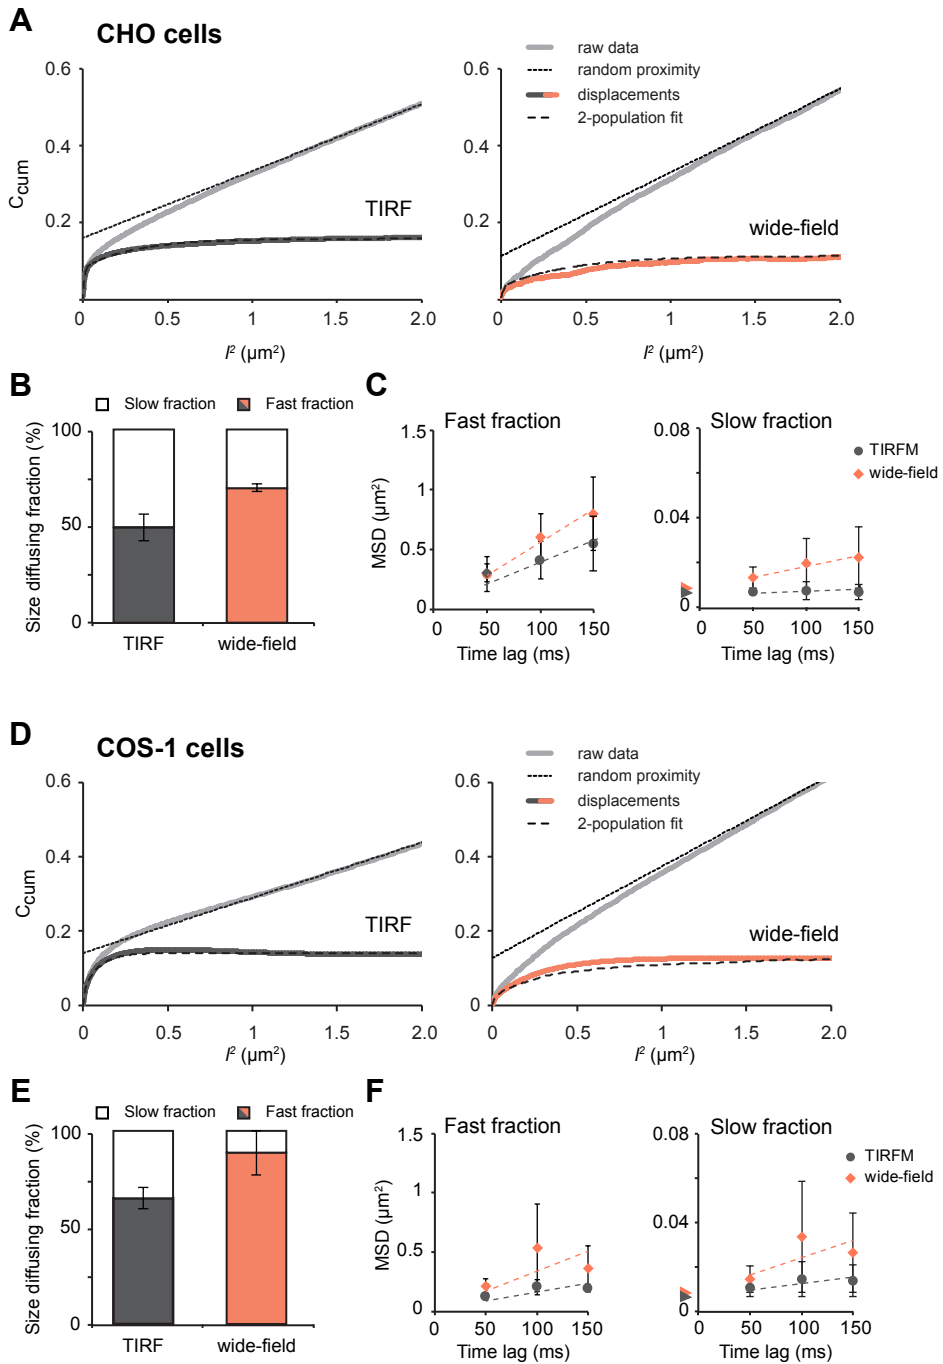 A
CHO cells
raw data
random proximity
displacements
2-population fit
0.6
0.4
0.2
C_cum
TIRF
0
0.5
1
1.5
2.0
l² (µm²)
0.6
0.4
0.2
0
wide-field
0
0.5
1
1.5
2.0
l² (µm²)
B
Slow fraction
Fast fraction
Size diffusing fraction (%)
100
50
0
TIRF
wide-field
C
Fast fraction
MSD (µm²)
1.5
1
0.5
0
0
50
100
150
Time lag (ms)
Slow fraction
0.08
0.04
0
0
50
100
150
Time lag (ms)
TIRFM
wide-field
D
COS-1 cells
raw data
random proximity
displacements
2-population fit
0.6
0.4
0.2
0
C_cum
TIRF
0
0.5
1
1.5
2.0
l² (µm²)
0.6
0.4
0.2
0
wide-field
0
0.5
1
1.5
2.0
l² (µm²)
E
Slow fraction
Fast fraction
Size diffusing fraction (%)
100
50
0
TIRF
wide-field
F
Fast fraction
MSD (µm²)
1.5
1
0.5
0
0
50
100
150
Time lag (ms)
Slow fraction
0.08
0.04
0
0
50
100
150
Time lag (ms)
TIRFM
wide-field